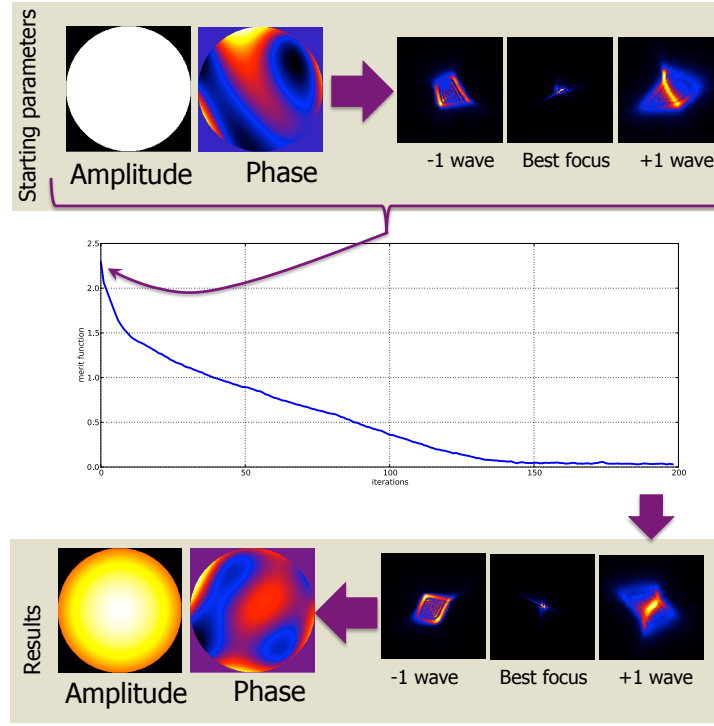 Starting parameters
Amplitude
Phase
-1 wave
Best focus
+1 wave
merit function
2.5
2.0
1.5
1.0
0.5
0.0
0
50
100
150
200
iterations
Results
Amplitude
Phase
-1 wave
Best focus
+1 wave